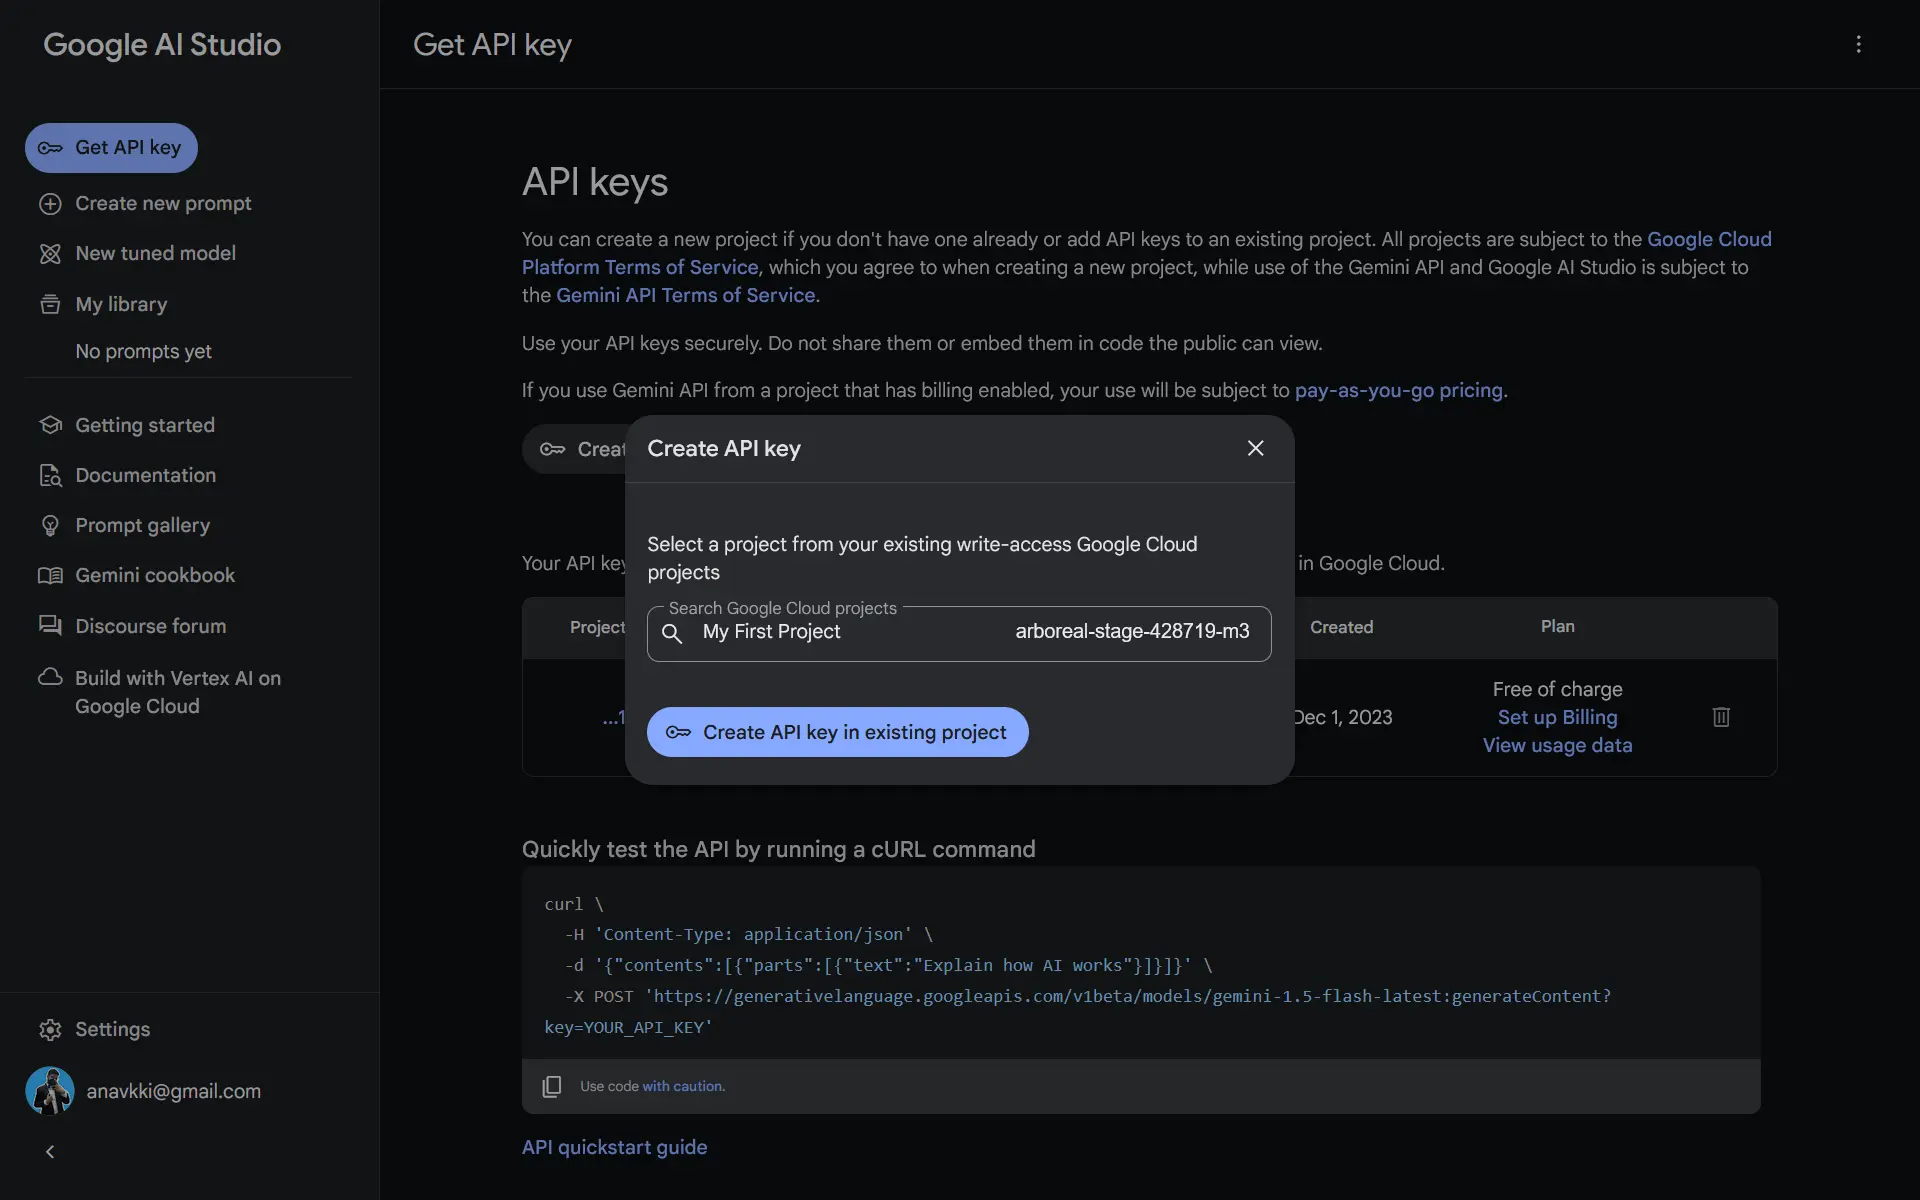 Google AI Studio
Get API key
Create new prompt
New tuned model
My library
No prompts yet
Getting started
Documentation
Prompt gallery
Gemini cookbook
Discourse forum
Build with Vertex AI on
Google Cloud
Settings
anavkki@gmail.com
Get API key
API keys
You can create a new project if you don't have one already or add API keys to an existing project. All projects are subject to the Google Cloud
Platform Terms of Service, which you agree to when creating a new project, while use of the Gemini API and Google AI Studio is subject to
the Gemini API Terms of Service.
Use your API keys securely. Do not share them or embed them in code the public can view.
If you use Gemini API from a project that has billing enabled, your use will be subject to pay-as-you-go pricing.
Creat
Create API key
Select a project from your existing write-access Google Cloud
projects
Search Google Cloud projects
My First Project arboreal-stage-428719-m3
Create API key in existing project
Your API key in Google Cloud.
Project Created Plan
...1 Dec 1, 2023 Free of charge
Set up Billing
View usage data
Quickly test the API by running a cURL command
curl \
-H 'Content-Type: application/json' \
-d '{"contents":[{"parts":[{"text":"Explain how AI works"}]}]}' \
-X POST 'https://generativelanguage.googleapis.com/v1beta/models/gemini-1.5-flash-latest:generateContent?
key=YOUR_API_KEY'
Use code with caution.
API quickstart guide